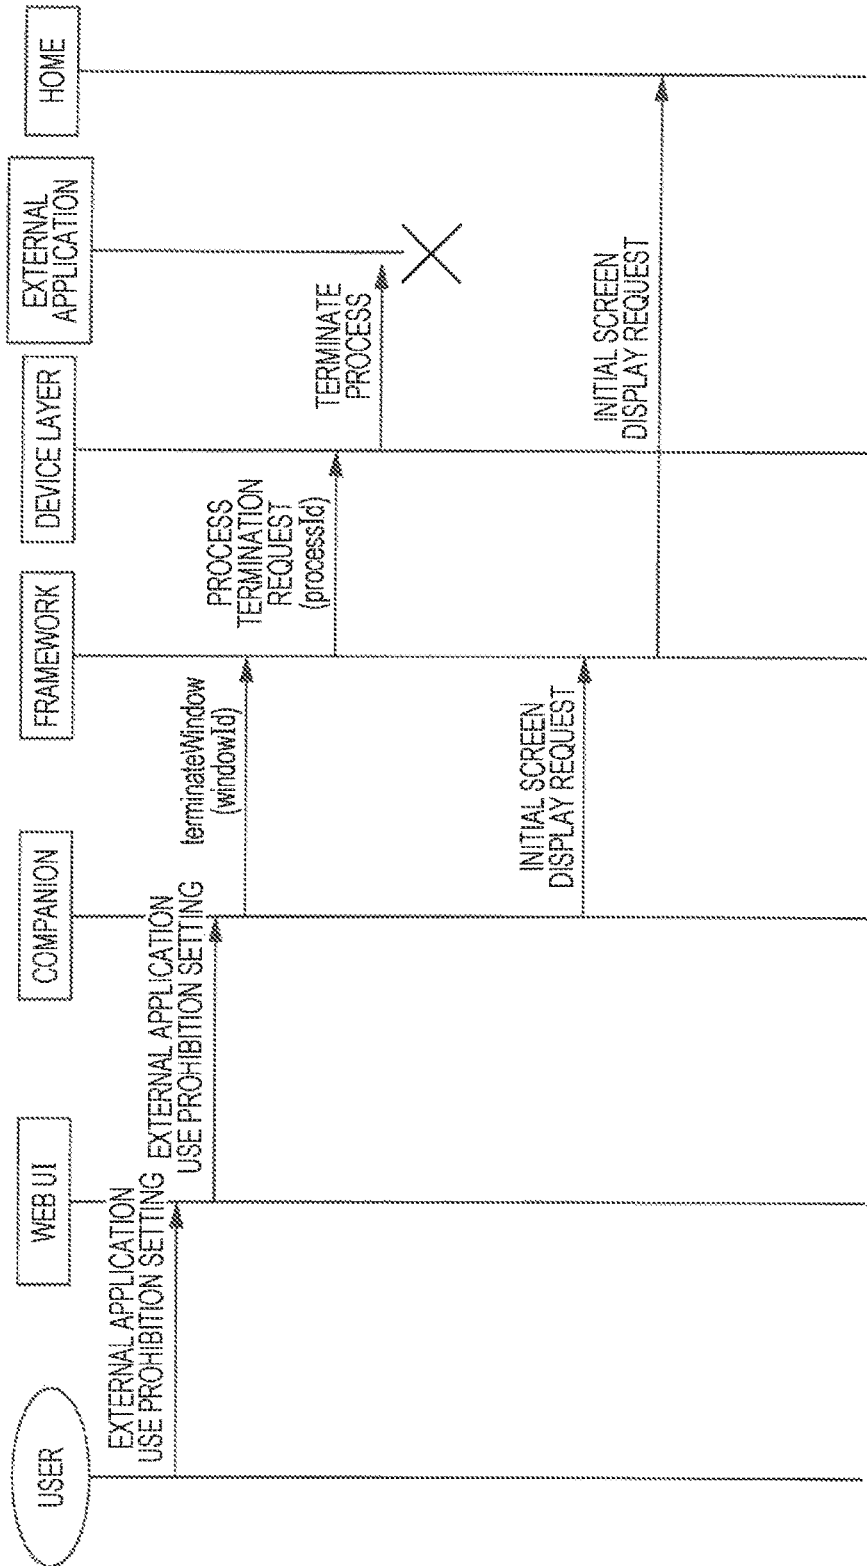 USER
WEB UI
COMPANION
FRAMEWORK
DEVICE LAYER
EXTERNAL
APPLICATION
HOME
EXTERNAL APPLICATION
USE PROHIBITION SETTING
EXTERNAL APPLICATION
USE PROHIBITION SETTING
terminateWindow
(windowId)
PROCESS
TERMINATION
REQUEST
(processId)
TERMINATE
PROCESS
INITIAL SCREEN
DISPLAY REQUEST
INITIAL SCREEN
DISPLAY REQUEST